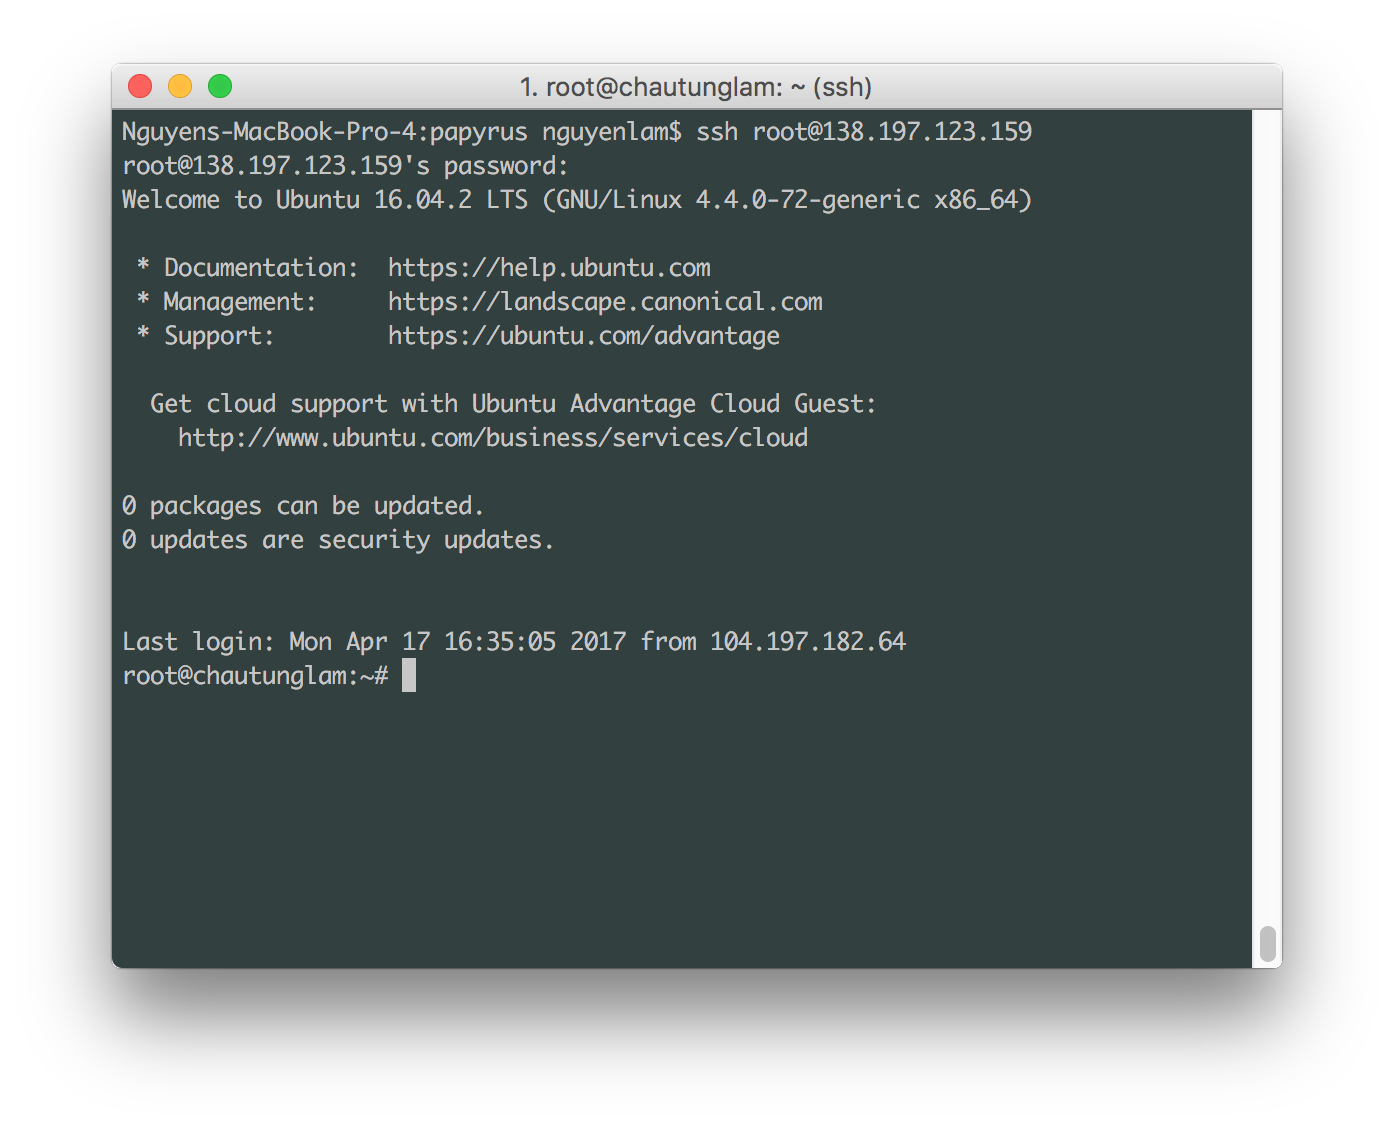 1. root@chautunglam: ~ (ssh)
Nguyens-MacBook-Pro-4:papyrus nguyenlam$ ssh root@138.197.123.159
root@138.197.123.159's password:
Welcome to Ubuntu 16.04.2 LTS (GNU/Linux 4.4.0-72-generic x86_64)
* Documentation:  https://help.ubuntu.com
* Management:     https://landscape.canonical.com
* Support:        https://ubuntu.com/advantage
Get cloud support with Ubuntu Advantage Cloud Guest:
http://www.ubuntu.com/business/services/cloud
0 packages can be updated.
0 updates are security updates.
Last login: Mon Apr 17 16:35:05 2017 from 104.197.182.64
root@chautunglam:~#